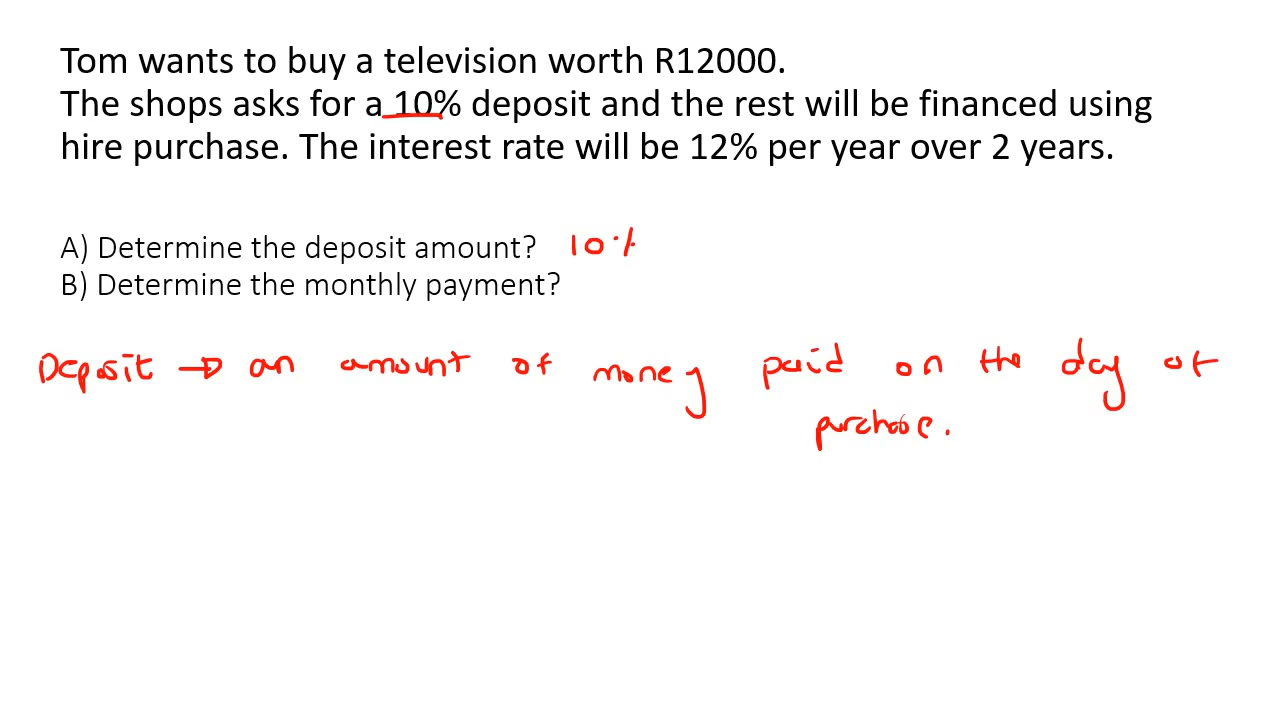 Tom wants to buy a television worth R12000.
The shops asks for a 10% deposit and the rest will be financed using
hire purchase. The interest rate will be 12% per year over 2 years.
A) Determine the deposit amount? 10%
B) Determine the monthly payment?
Deposit → an amount of money paid on the day of
purchase.